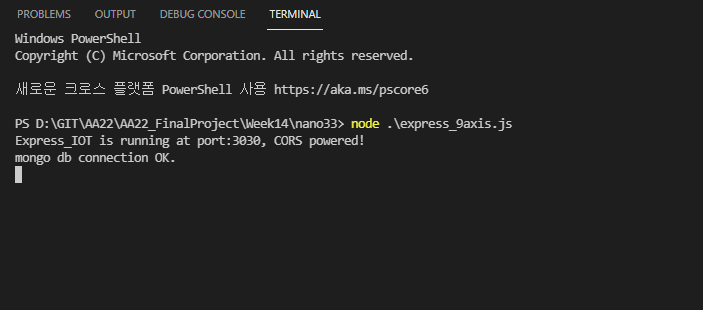 PROBLEMS OUTPUT DEBUG CONSOLE TERMINAL
Windows PowerShell
Copyright (C) Microsoft Corporation. All rights reserved.
새로운 크로스 플랫폼 PowerShell 사용 https://aka.ms/pscore6
PS D:\GIT\AA22\AA22_FinalProject\Week14\nano33> node .\express_9axis.js
Express_IOT is running at port:3030, CORS powered!
mongo db connection OK.